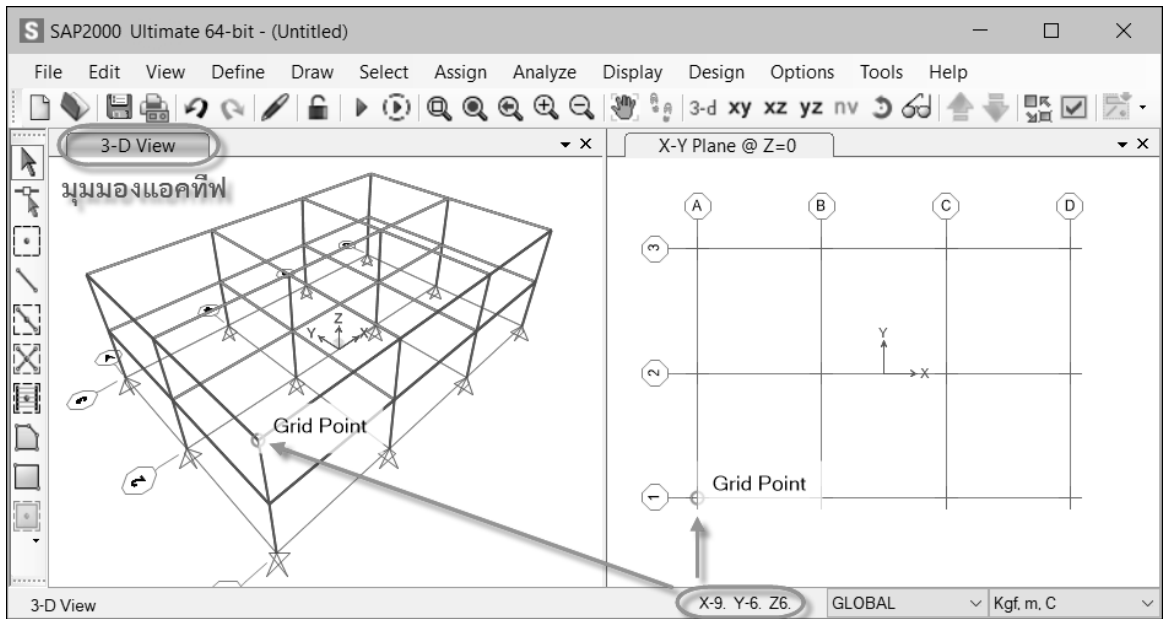 S SAP2000 Ultimate 64-bit - (Untitled)
File Edit View Define Draw Select Assign Analyze Display Design Options Tools Help
3-d xy xz yz nv
3-D View
X-Y Plane @ Z=0
มุมมองแอคทีฟ
A B C D
3
Z
Y X
Y
2
X
Grid Point
Grid Point
1
3-D View
X-9. Y-6. Z6.
GLOBAL
Kgf, m, C